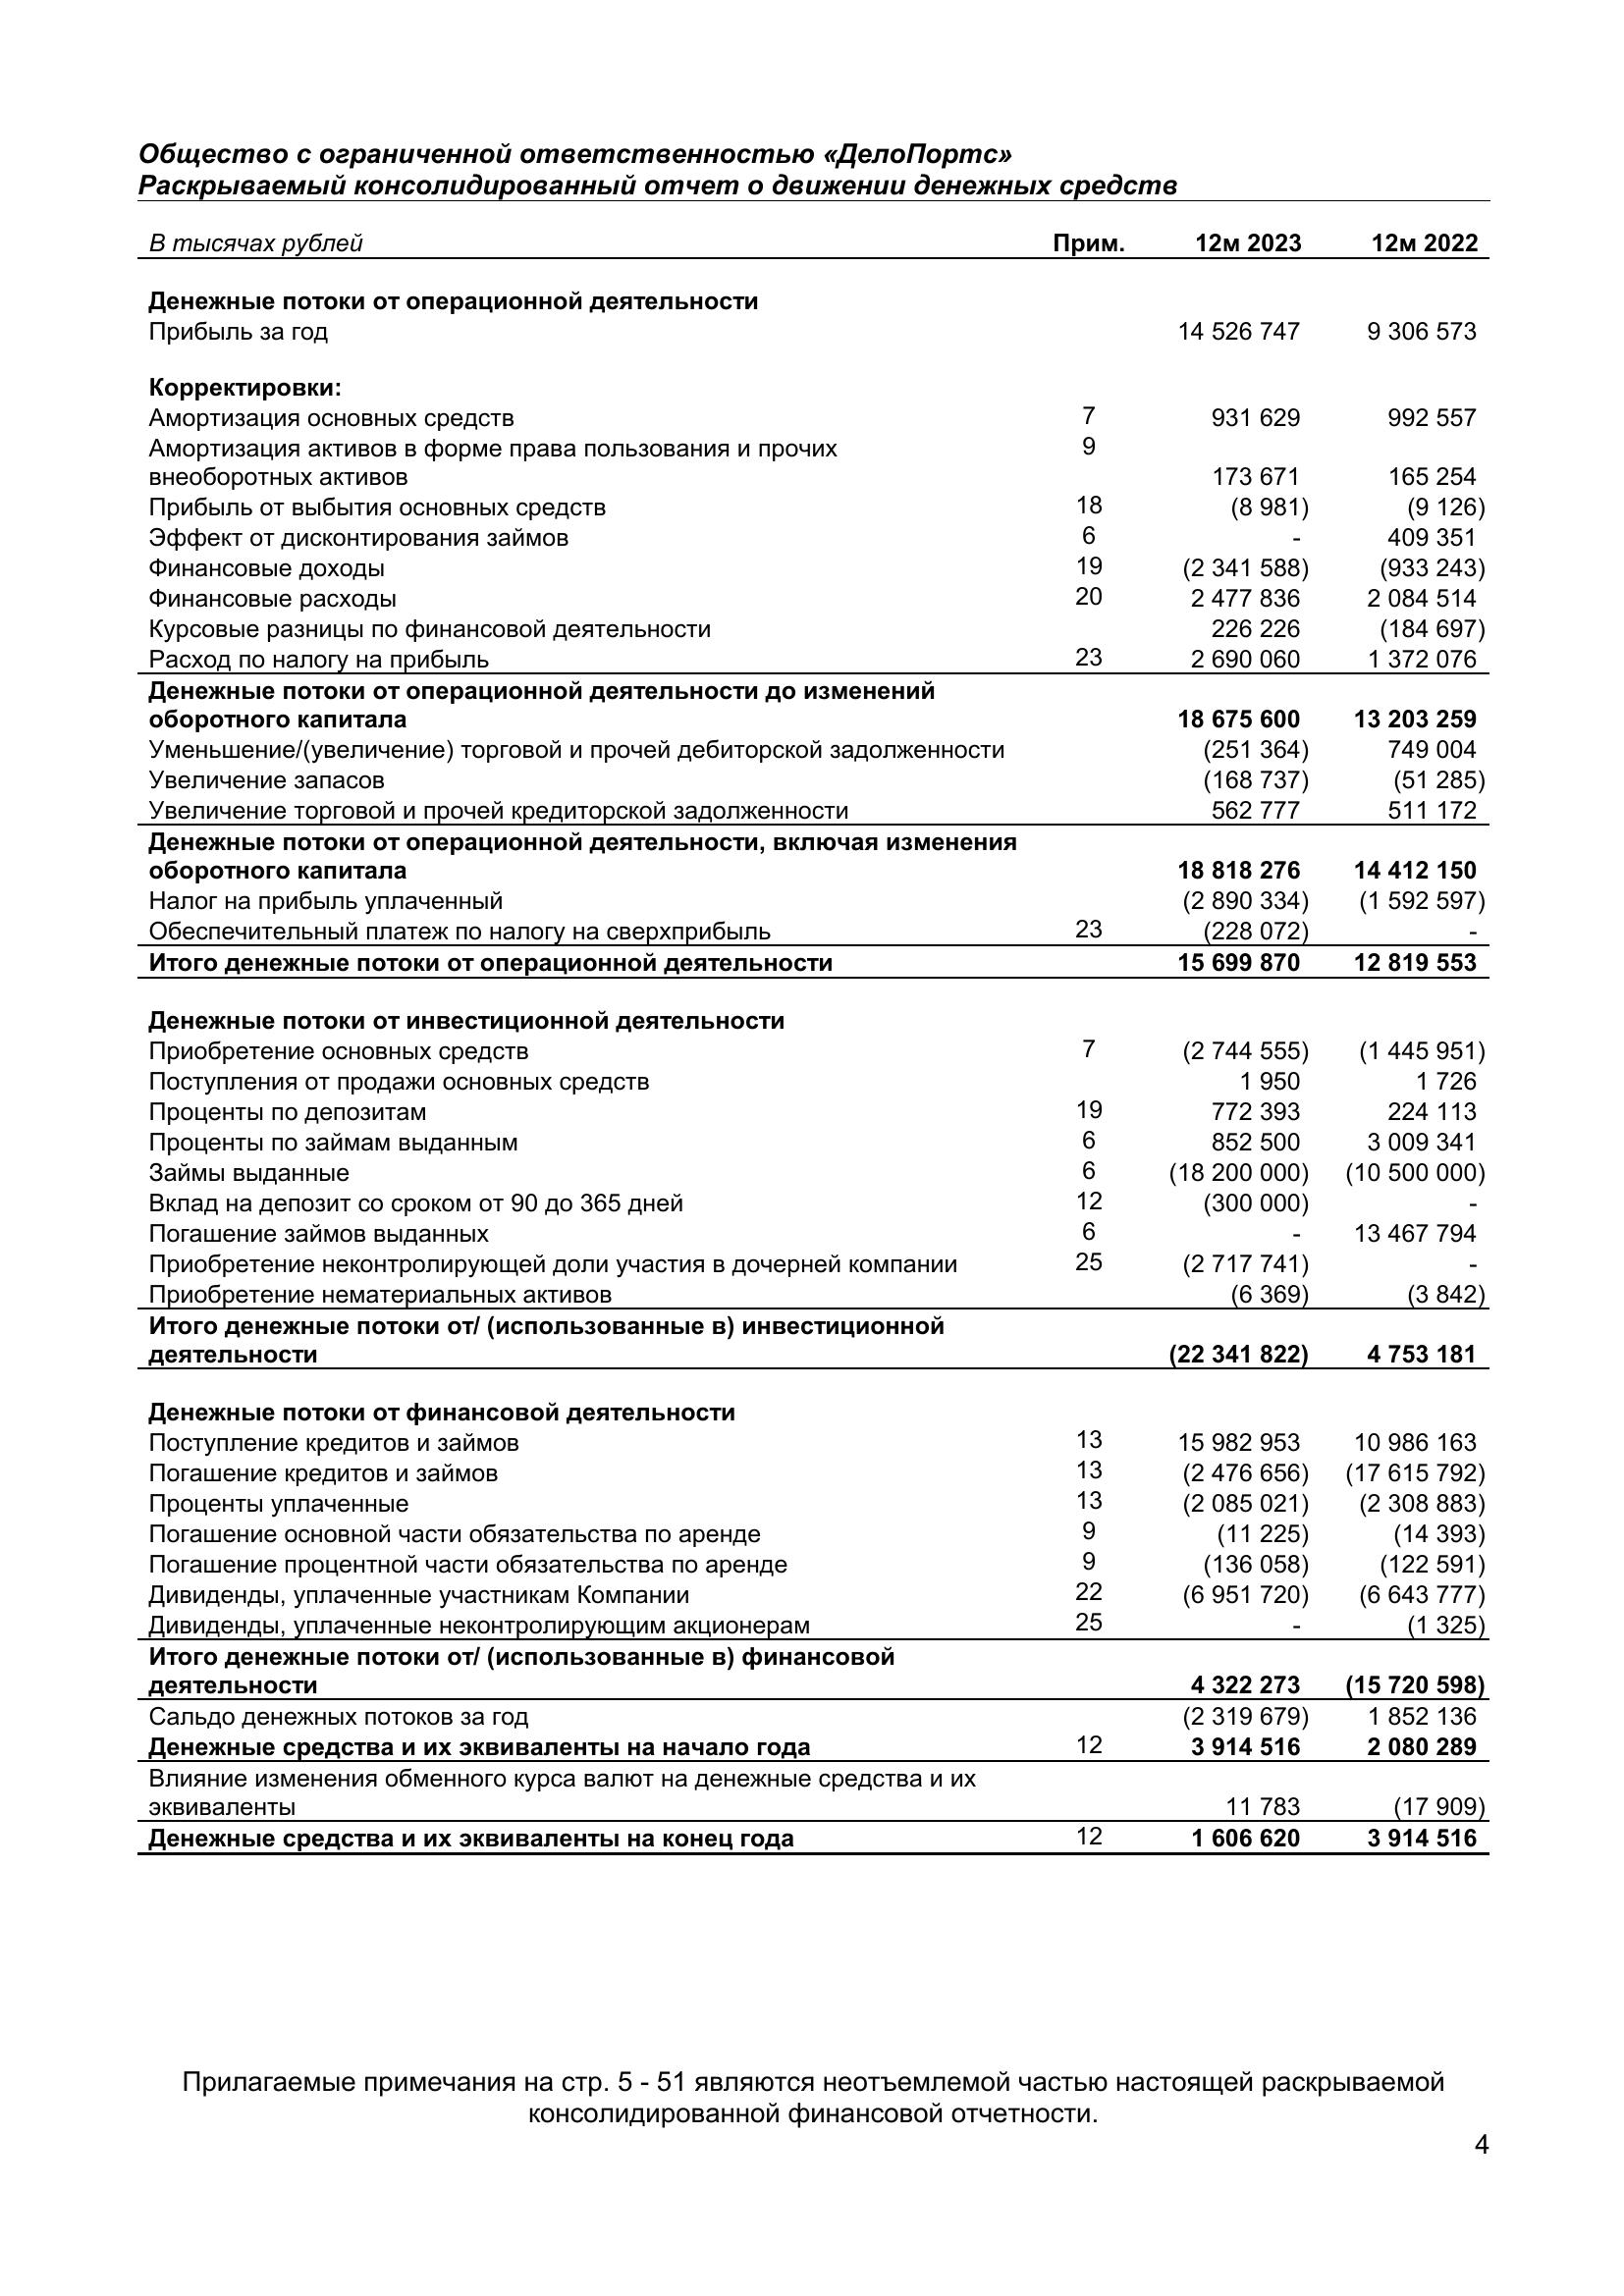 Общество с ограниченной ответственностью «ДелоПортс»
Раскрываемый консолидированный отчет о движении денежных средств
В тысячах рублей Прим. 12м 2023 12м 2022
Денежные потоки от операционной деятельности
Прибыль за год 14 526 747 9 306 573
Корректировки:
Амортизация основных средств 7 931 629 992 557
Амортизация активов в форме права пользования и прочих 9
внеоборотных активов 173 671 165 254
Прибыль от выбытия основных средств 18 (8 981) (9 126)
Эффект от дисконтирования займов 6 - 409 351
Финансовые доходы 19 (2 341 588) (933 243)
Финансовые расходы 20 2 477 836 2 084 514
Курсовые разницы по финансовой деятельности 226 226 (184 697)
Расход по налогу на прибыль 23 2 690 060 1 372 076
Денежные потоки от операционной деятельности до изменений
оборотного капитала 18 675 600 13 203 259
Уменьшение/(увеличение) торговой и прочей дебиторской задолженности (251 364) 749 004
Увеличение запасов (168 737) (51 285)
Увеличение торговой и прочей кредиторской задолженности 562 777 511 172
Денежные потоки от операционной деятельности, включая изменения
оборотного капитала 18 818 276 14 412 150
Налог на прибыль уплаченный (2 890 334) (1 592 597)
Обеспечительный платеж по налогу на сверхприбыль 23 (228 072) -
Итого денежные потоки от операционной деятельности 15 699 870 12 819 553
Денежные потоки от инвестиционной деятельности
Приобретение основных средств 7 (2 744 555) (1 445 951)
Поступления от продажи основных средств 1 950 1 726
Проценты по депозитам 19 772 393 224 113
Проценты по займам выданным 6 852 500 3 009 341
Займы выданные 6 (18 200 000) (10 500 000)
Вклад на депозит со сроком от 90 до 365 дней 12 (300 000) -
Погашение займов выданных 6 - 13 467 794
Приобретение неконтролирующей доли участия в дочерней компании 25 (2 717 741) -
Приобретение нематериальных активов (6 369) (3 842)
Итого денежные потоки от/ (использованные в) инвестиционной
деятельности (22 341 822) 4 753 181
Денежные потоки от финансовой деятельности
Поступление кредитов и займов 13 15 982 953 10 986 163
Погашение кредитов и займов 13 (2 476 656) (17 615 792)
Проценты уплаченные 13 (2 085 021) (2 308 883)
Погашение основной части обязательства по аренде 9 (11 225) (14 393)
Погашение процентной части обязательства по аренде 9 (136 058) (122 591)
Дивиденды, уплаченные участникам Компании 22 (6 951 720) (6 643 777)
Дивиденды, уплаченные неконтролирующим акционерам 25 - (1 325)
Итого денежные потоки от/ (использованные в) финансовой
деятельности 4 322 273 (15 720 598)
Сальдо денежных потоков за год (2 319 679) 1 852 136
Денежные средства и их эквиваленты на начало года 12 3 914 516 2 080 289
Влияние изменения обменного курса валют на денежные средства и их
эквиваленты 11 783 (17 909)
Денежные средства и их эквиваленты на конец года 12 1 606 620 3 914 516
Прилагаемые примечания на стр. 5 - 51 являются неотъемлемой частью настоящей раскрываемой
консолидированной финансовой отчетности.
4